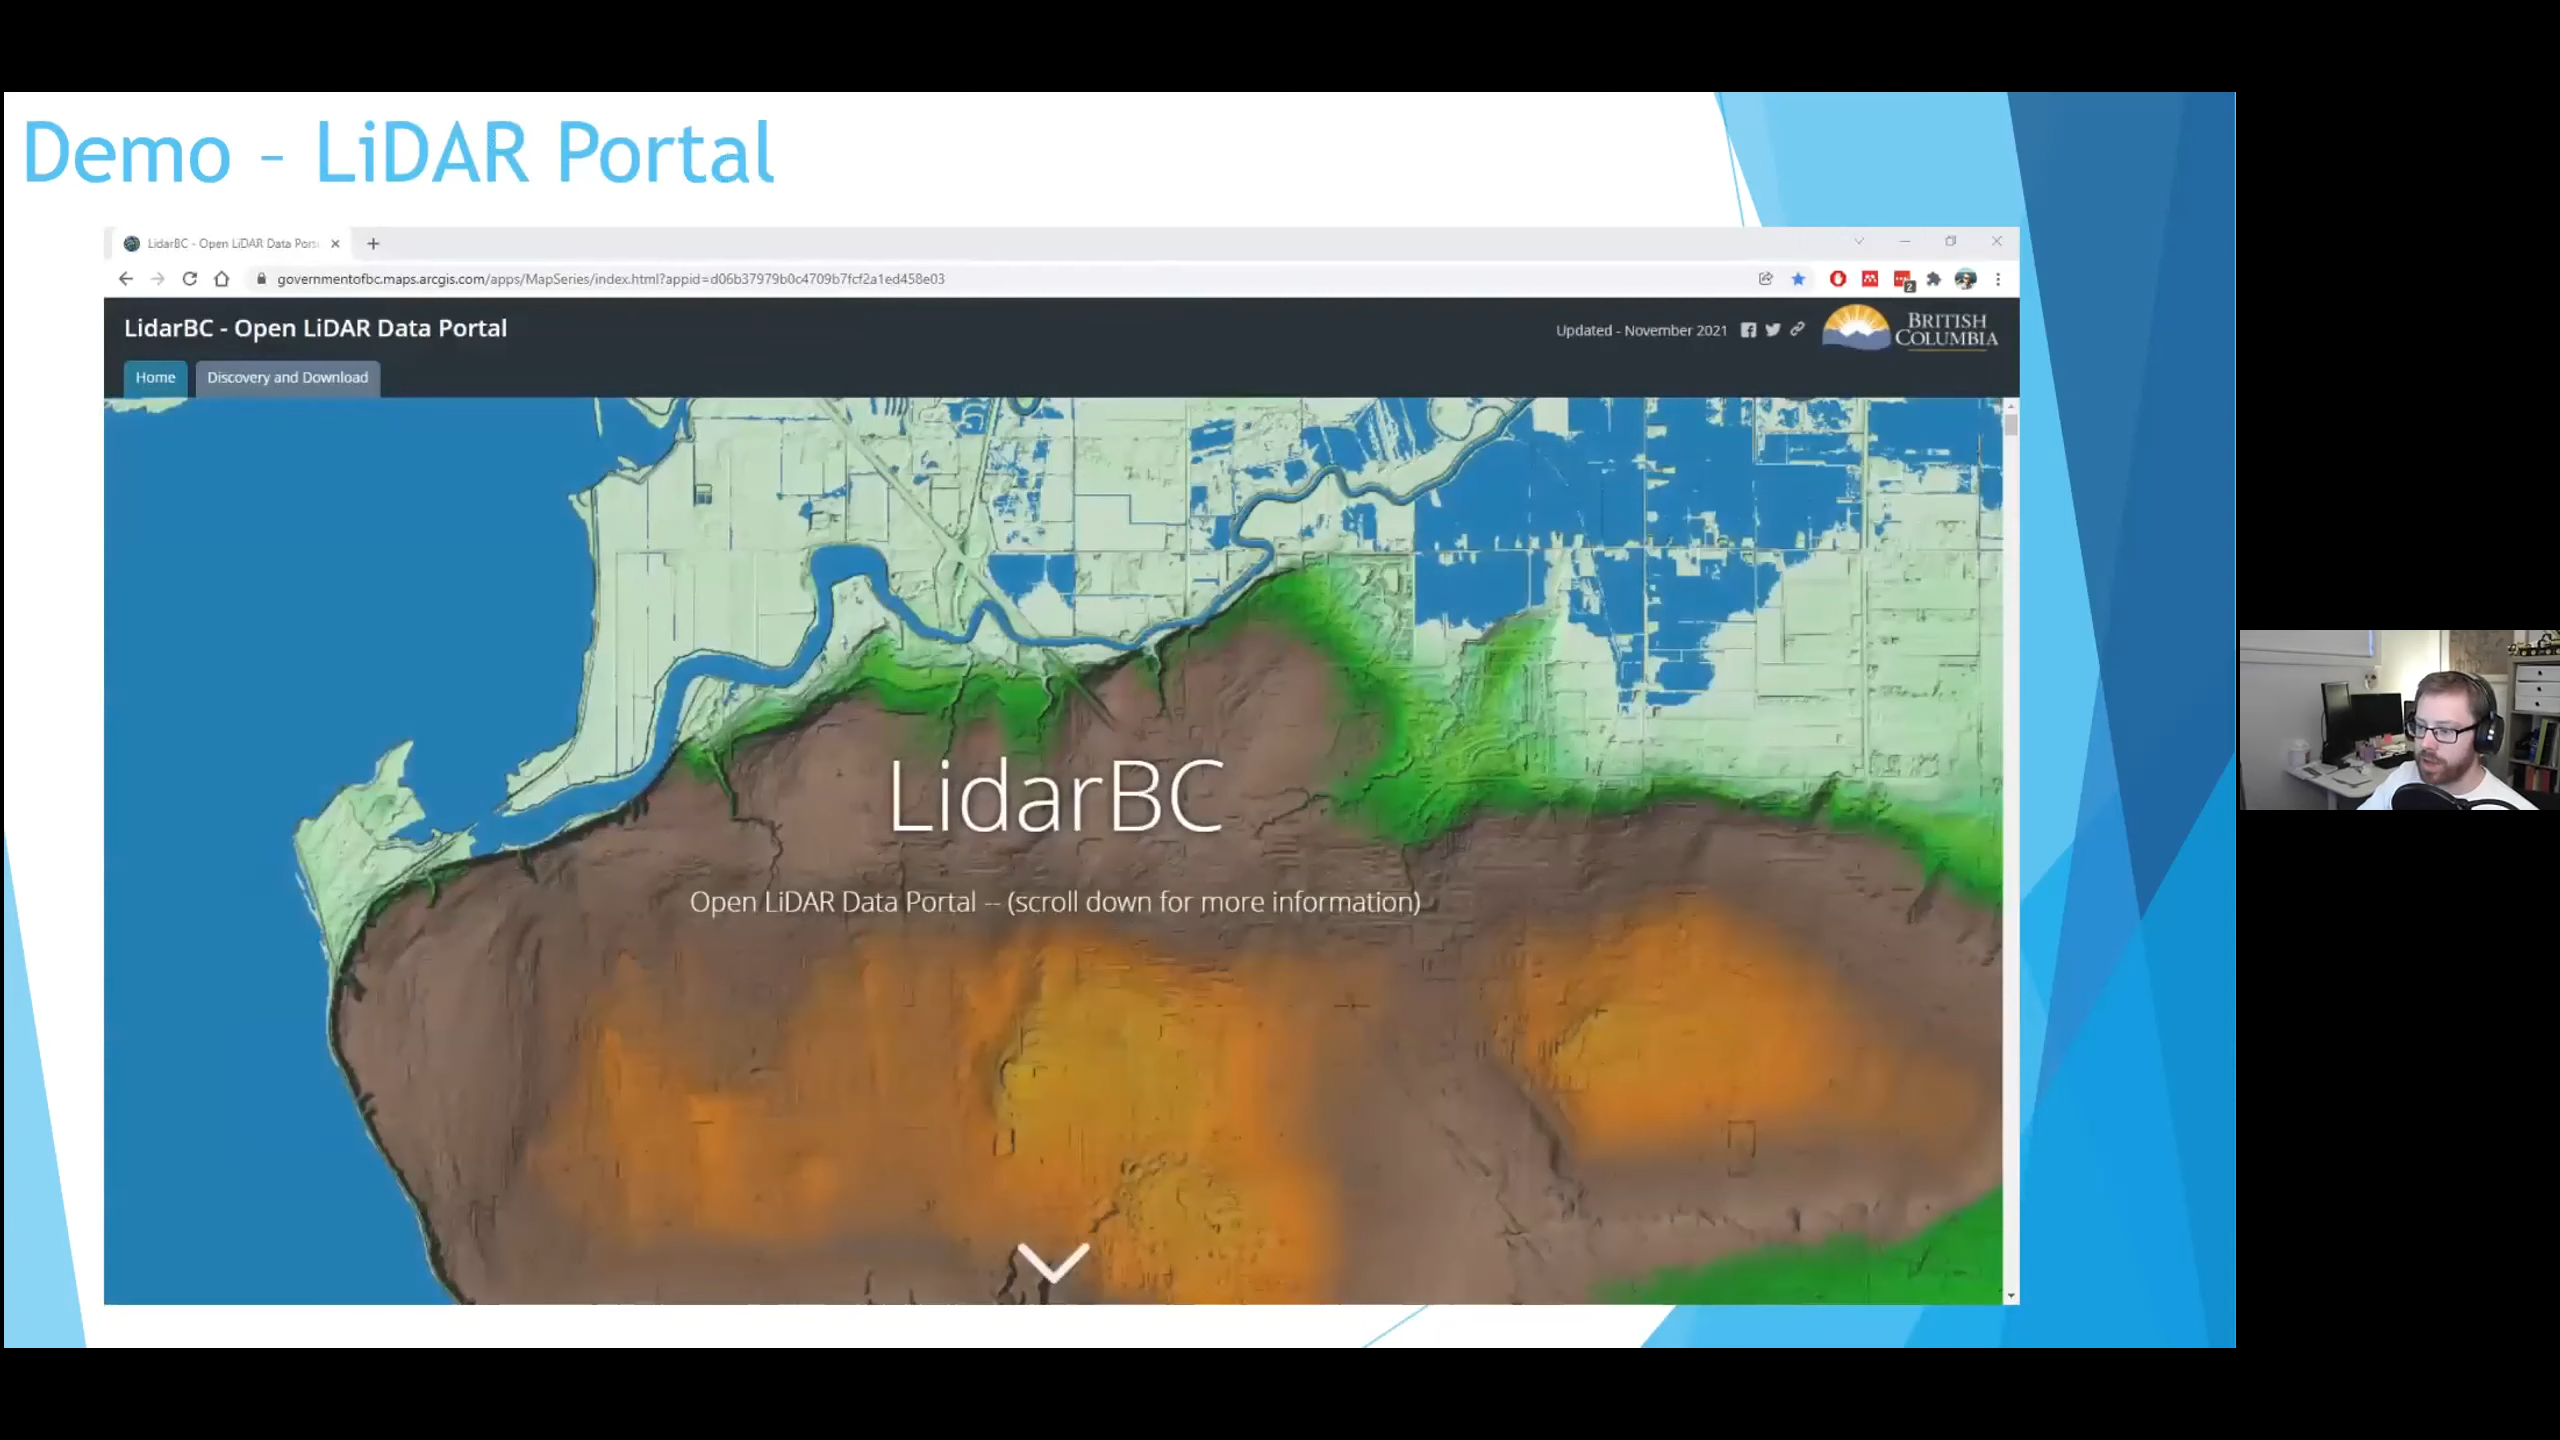 Demo – LiDAR Portal
LidarBC - Open LiDAR Data Port
governmentofbc.maps.arcgis.com/apps/MapSeries/index.html?appid=d06b37979b0c4709b7fcf2a1ed458e03
2
LidarBC - Open LiDAR Data Portal
Updated - November 2021
BRITISH
COLUMBIA
Home
Discovery and Download
LidarBC
Open LiDAR Data Portal -- (scroll down for more information)